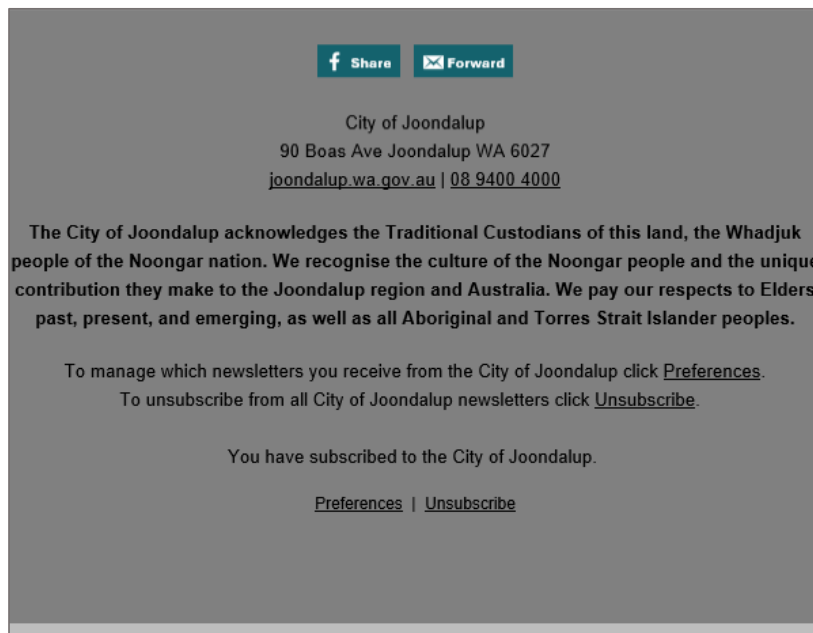 Share Forward
City of Joondalup
90 Boas Ave Joondalup WA 6027
joondalup.wa.gov.au | 08 9400 4000
The City of Joondalup acknowledges the Traditional Custodians of this land, the Whadjuk
people of the Noongar nation. We recognise the culture of the Noongar people and the unique
contribution they make to the Joondalup region and Australia. We pay our respects to Elders
past, present, and emerging, as well as all Aboriginal and Torres Strait Islander peoples.
To manage which newsletters you receive from the City of Joondalup click Preferences.
To unsubscribe from all City of Joondalup newsletters click Unsubscribe.
You have subscribed to the City of Joondalup.
Preferences | Unsubscribe